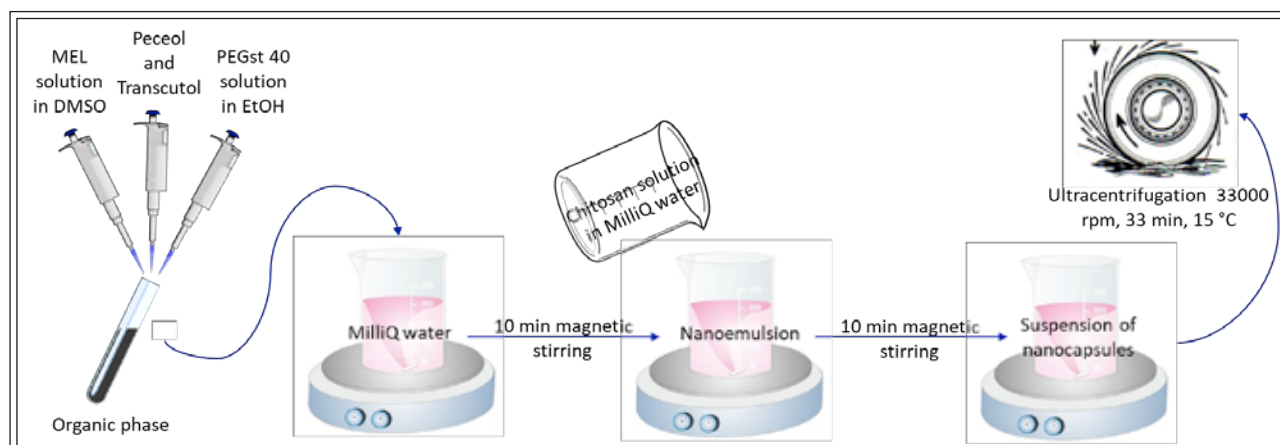 MEL
solution
in DMSO
Peceol
and
Transcutol
PEGst 40
solution
in EtOH
Organic phase
MilliQ water
10 min magnetic
stirring
Chitosan solution
in MilliQ water
Nanoemulsion
10 min magnetic
stirring
Suspension of
nanocapsules
Ultracentrifugation 33000
rpm, 33 min, 15 °C